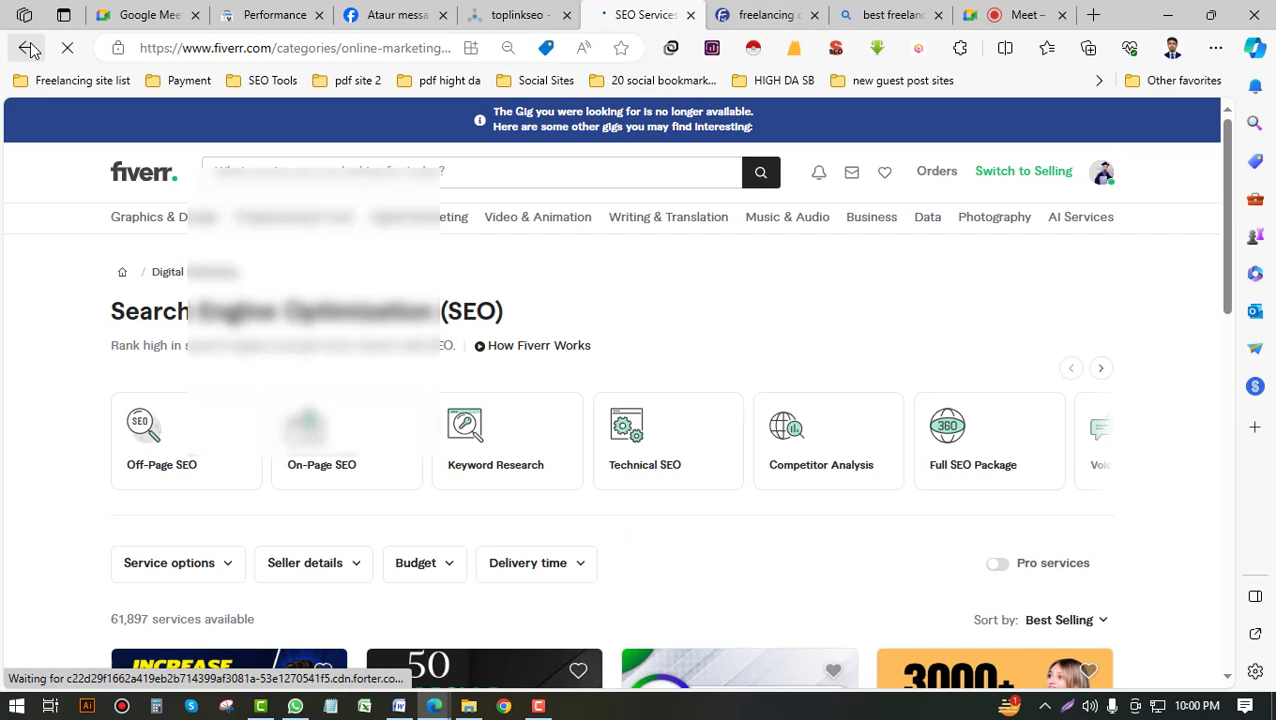 Google Mee
Performance
Ataur messa
toplinkseo -
SEO Services
freelancing c
best freelan
Meet –
https://www.fiverr.com/categories/online-marketing...
Freelancing site list
Payment
SEO Tools
pdf site 2
pdf hight da
Social Sites
20 social bookmark...
HIGH DA SB
new guest post sites
Other favorites
The Gig you were looking for is no longer available.
Here are some other gigs you may find interesting:
fiverr.
Orders
Switch to Selling
Graphics & D
Video & Animation
Writing & Translation
Music & Audio
Business
Data
Photography
AI Services
Digital
Search Engine Optimization (SEO)
Rank high in
EO.
How Fiverr Works
SEO
360
Off-Page SEO
On-Page SEO
Keyword Research
Technical SEO
Competitor Analysis
Full SEO Package
Voic
Service options
Seller details
Budget
Delivery time
Pro services
61,897 services available
Sort by: Best Selling
INCREASE
50
3000+
Waiting for c22d29f1662a419eb2b714399af3081a-53e1270541f5.cdn.forter.co...
1
10:00 PM